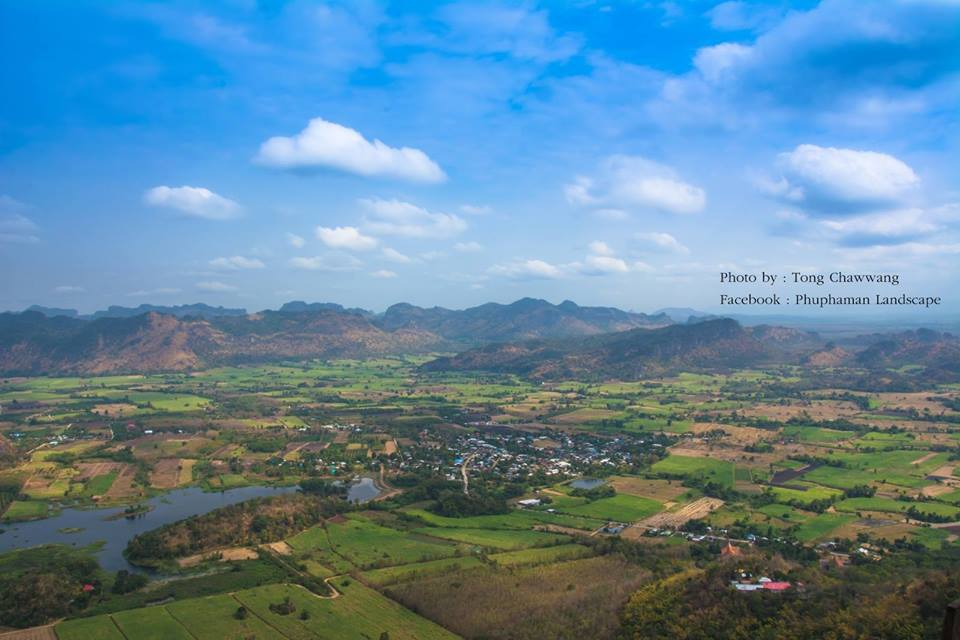 Photo by : Tong Chawwang
Facebook : Phuphaman Landscape